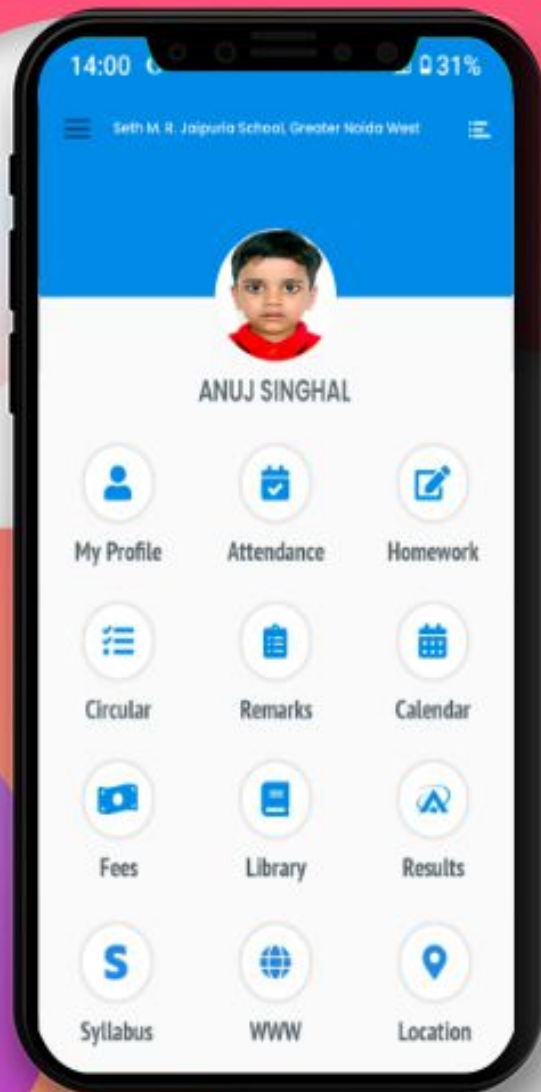 14:00 31%
Seth M. R. Jaipuria School, Greater Noida West
ANUJ SINGHAL
My Profile Attendance Homework
Circular Remarks Calendar
Fees Library Results
S
Syllabus WWW Location